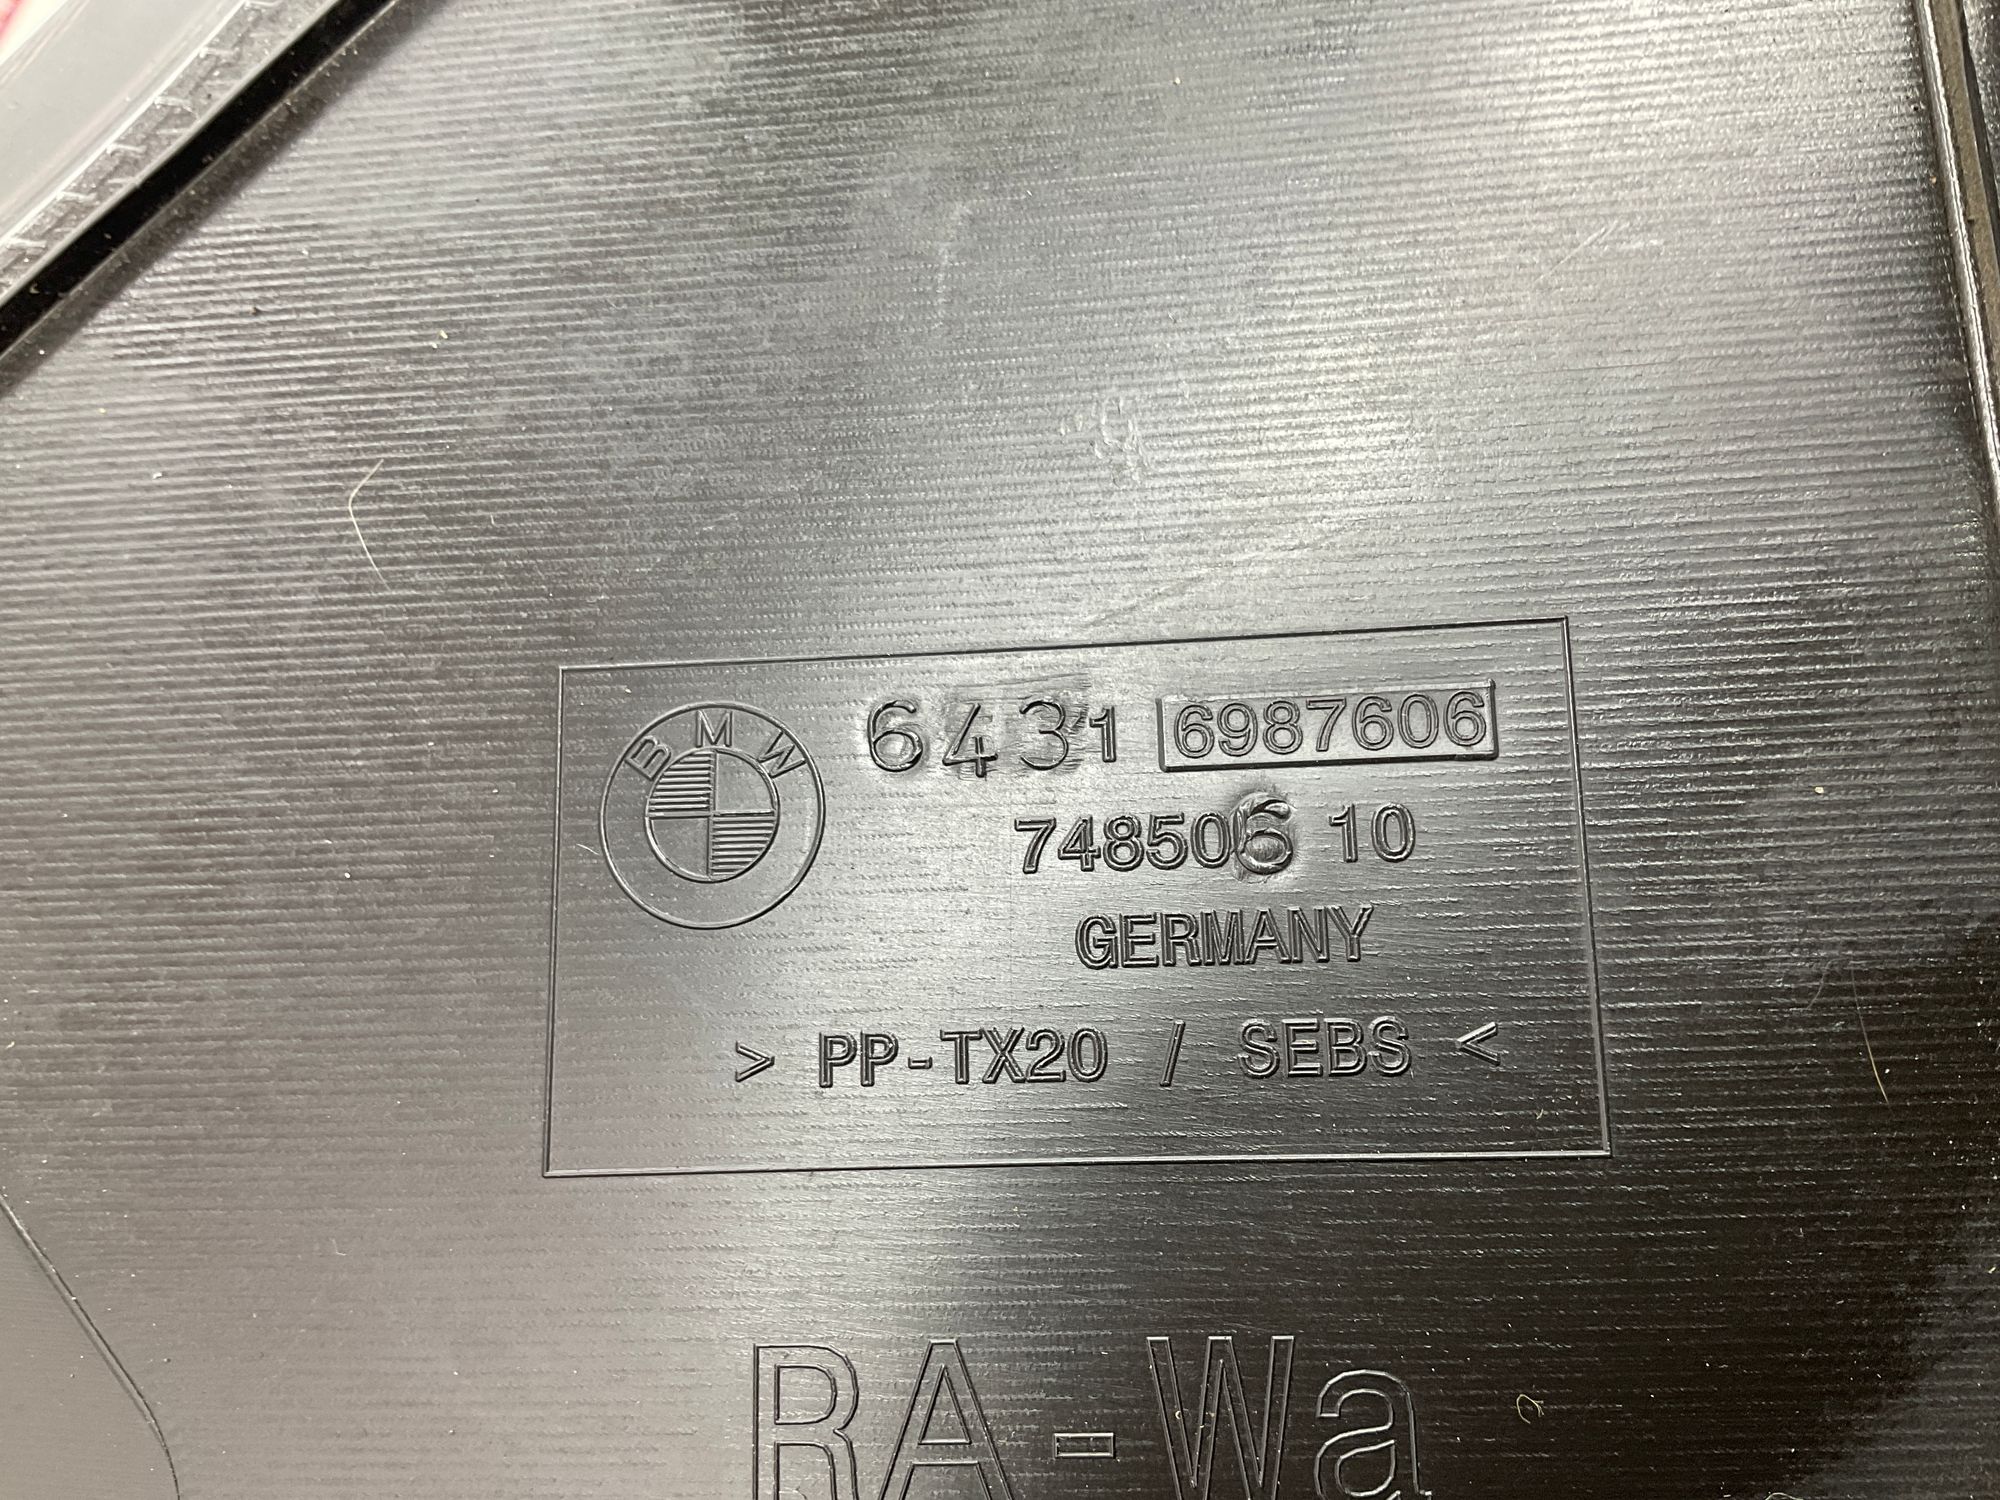 BMW
6431 6987606
748506 10
GERMANY
> PP-TX20 / SEBS <
RA-Wa